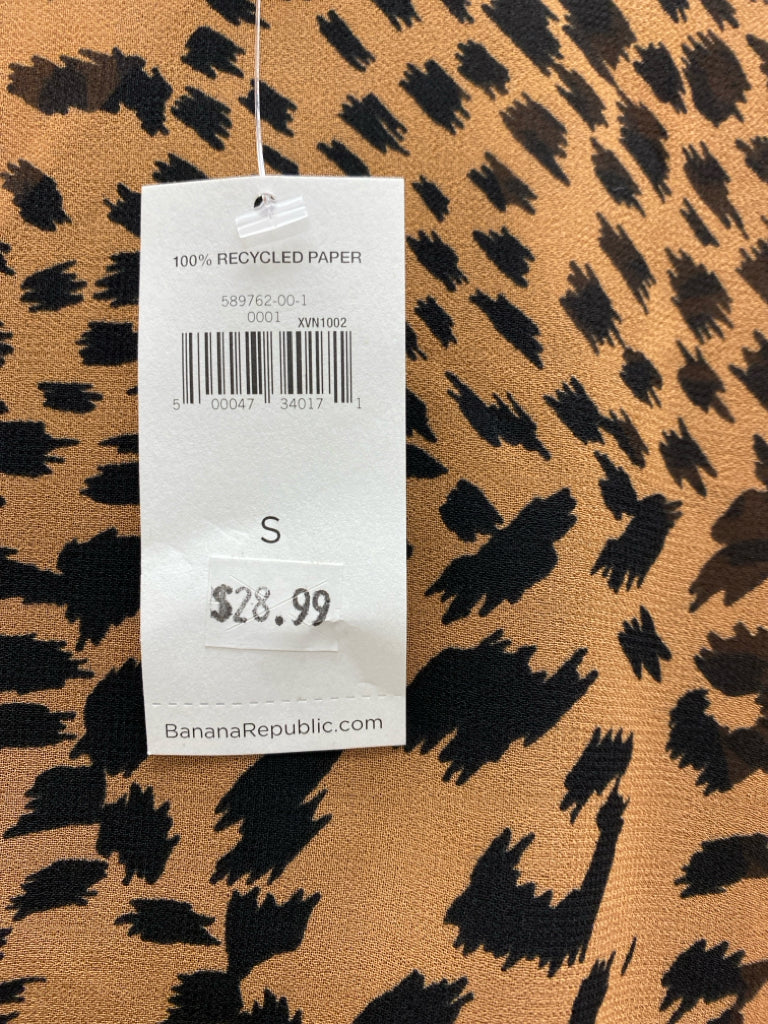 100% RECYCLED PAPER
589762-00-1
0001 XVN1002
5 00047 34017 1
S
$28.99
BananaRepublic.com